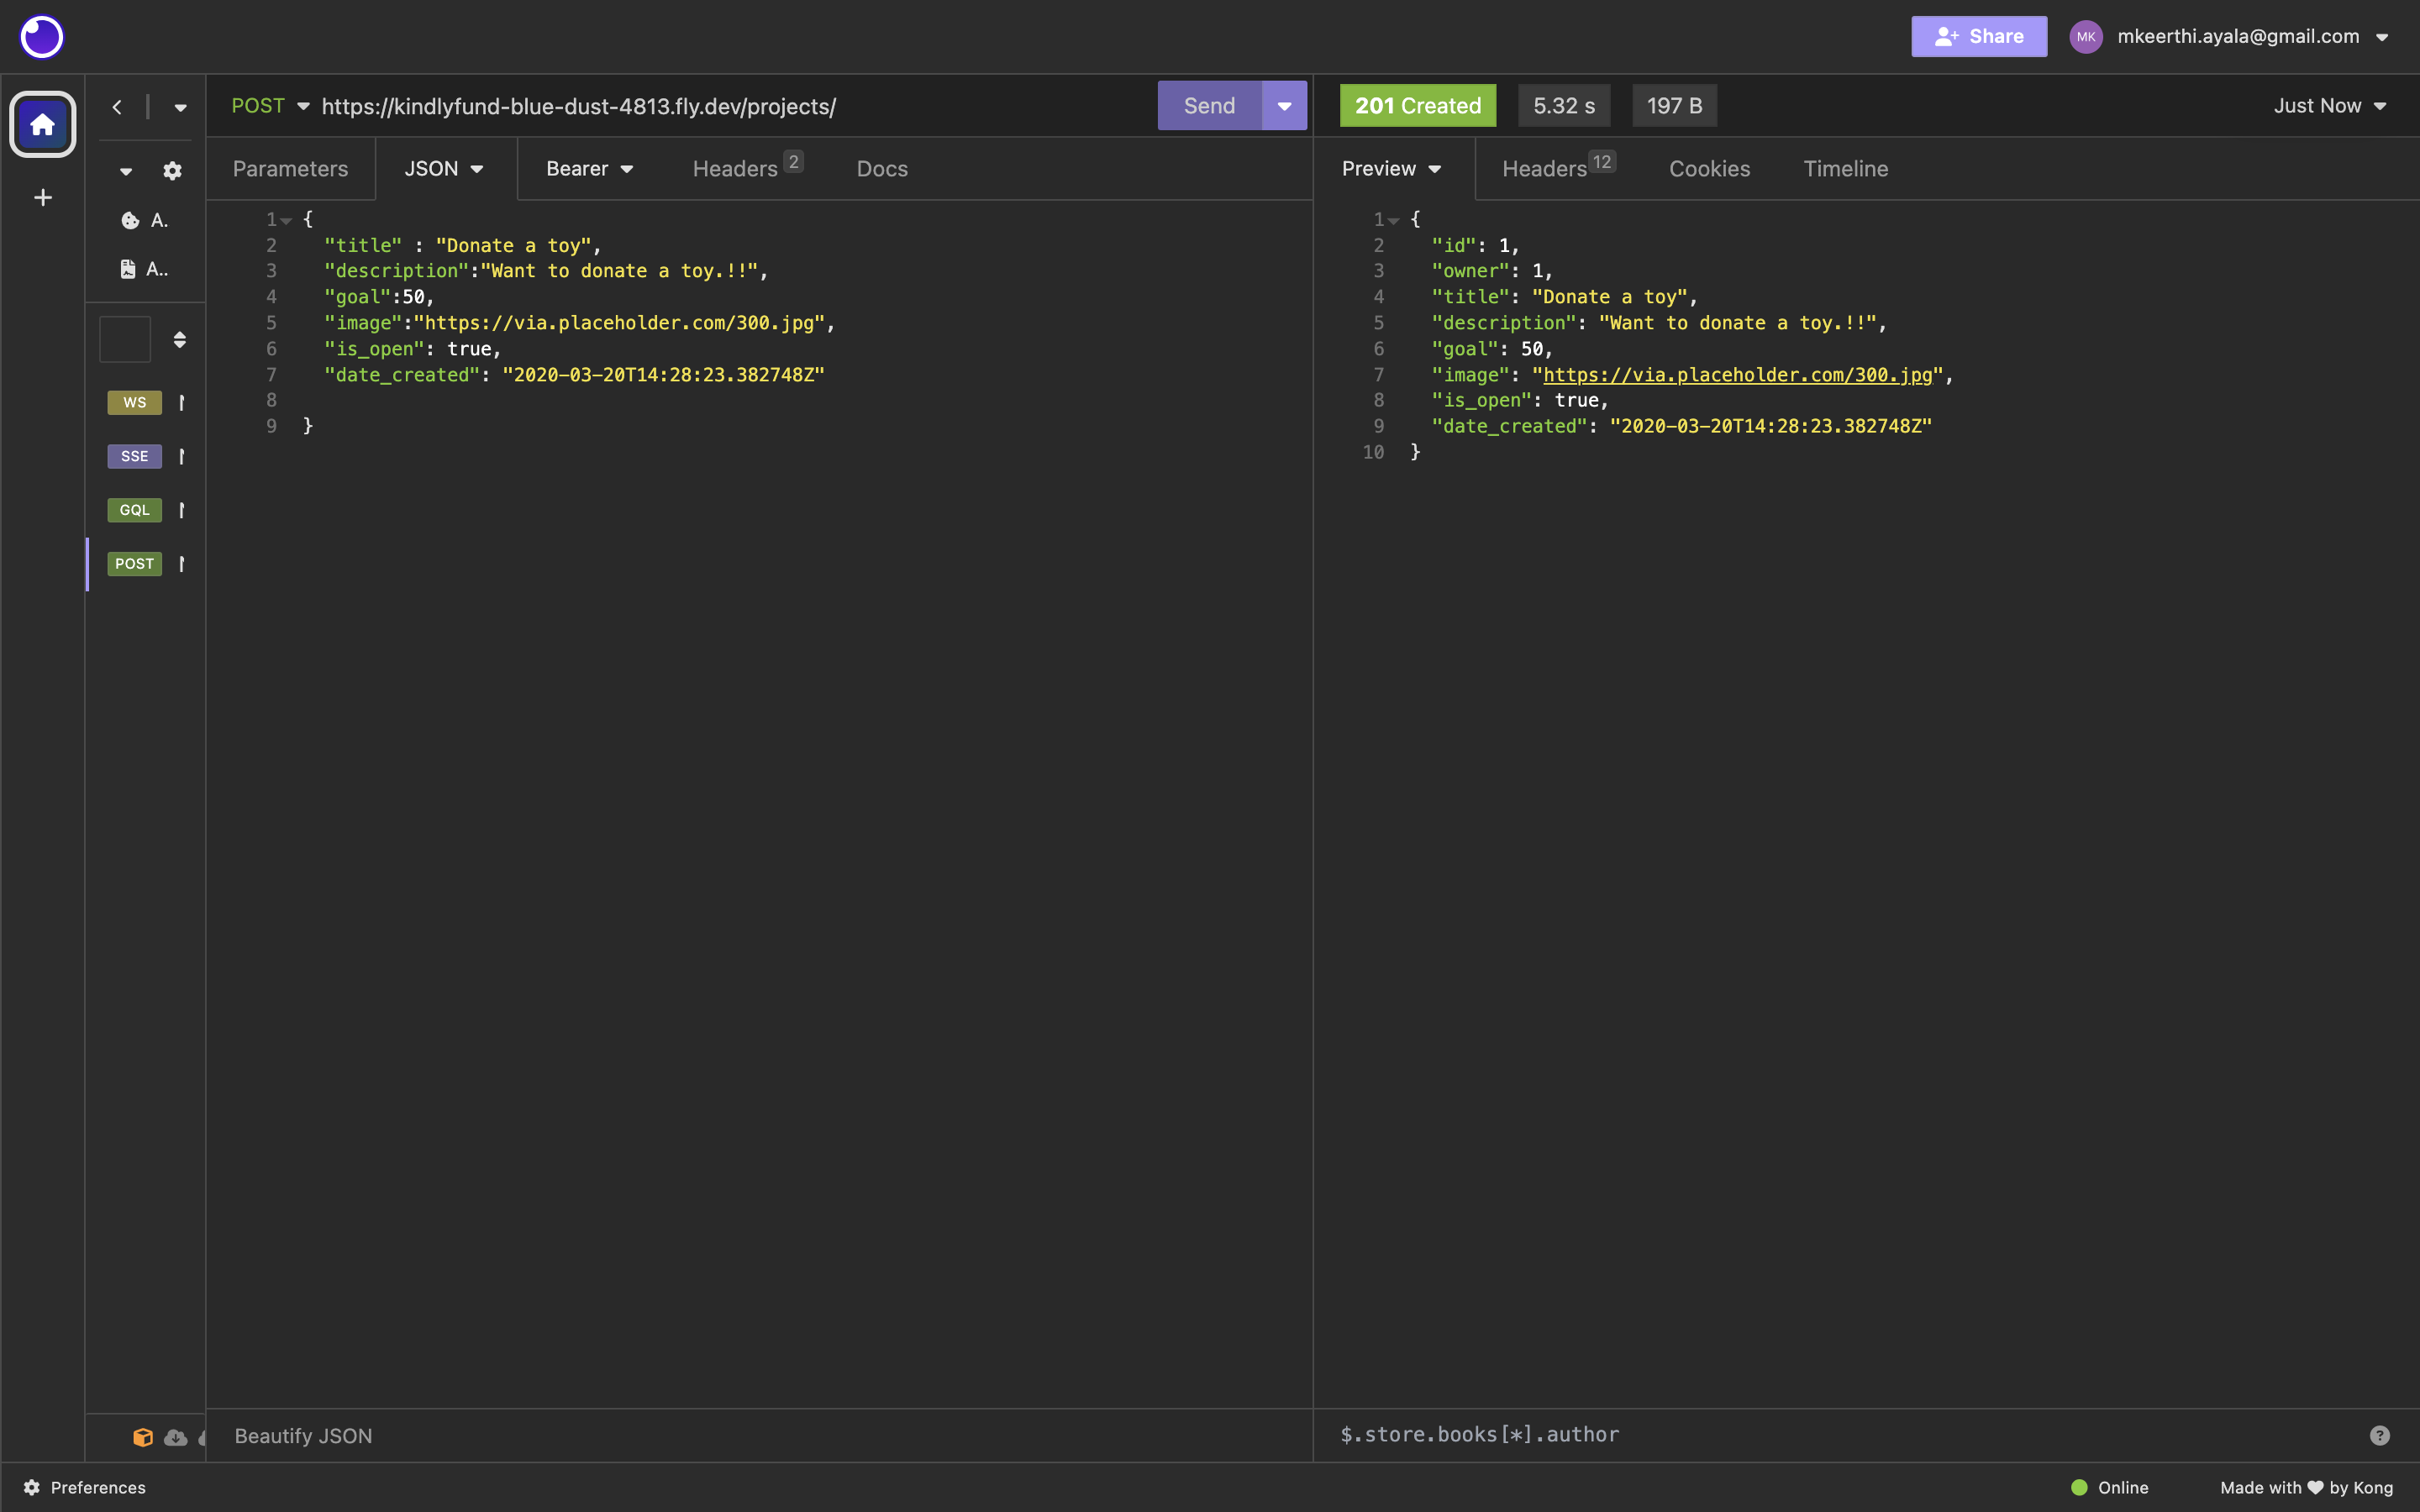 Share
MK
mkeerthi.ayala@gmail.com
POST
https://kindlyfund-blue-dust-4813.fly.dev/projects/
Send
201 Created
5.32 s
197 B
Just Now
Parameters
JSON
Bearer
Headers 2
Docs
Preview
Headers 12
Cookies
Timeline
A.
A..
WS
SSE
GQL
POST
1 {
2 "title" : "Donate a toy",
3 "description":"Want to donate a toy.!!",
4 "goal":50,
5 "image":"https://via.placeholder.com/300.jpg",
6 "is_open": true,
7 "date_created": "2020-03-20T14:28:23.382748Z"
8
9 }
1 {
2 "id": 1,
3 "owner": 1,
4 "title": "Donate a toy",
5 "description": "Want to donate a toy.!!",
6 "goal": 50,
7 "image": "https://via.placeholder.com/300.jpg",
8 "is_open": true,
9 "date_created": "2020-03-20T14:28:23.382748Z"
10 }
Beautify JSON
$.store.books[*].author
Preferences
Online
Made with ❤ by Kong